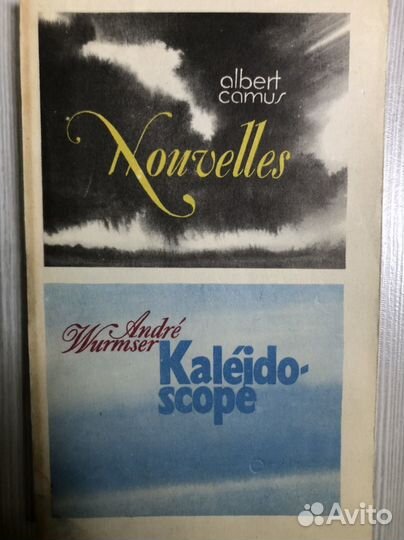 albert
camus
Nouvelles
André
Wurmser
Kaléido-
scope
Avito